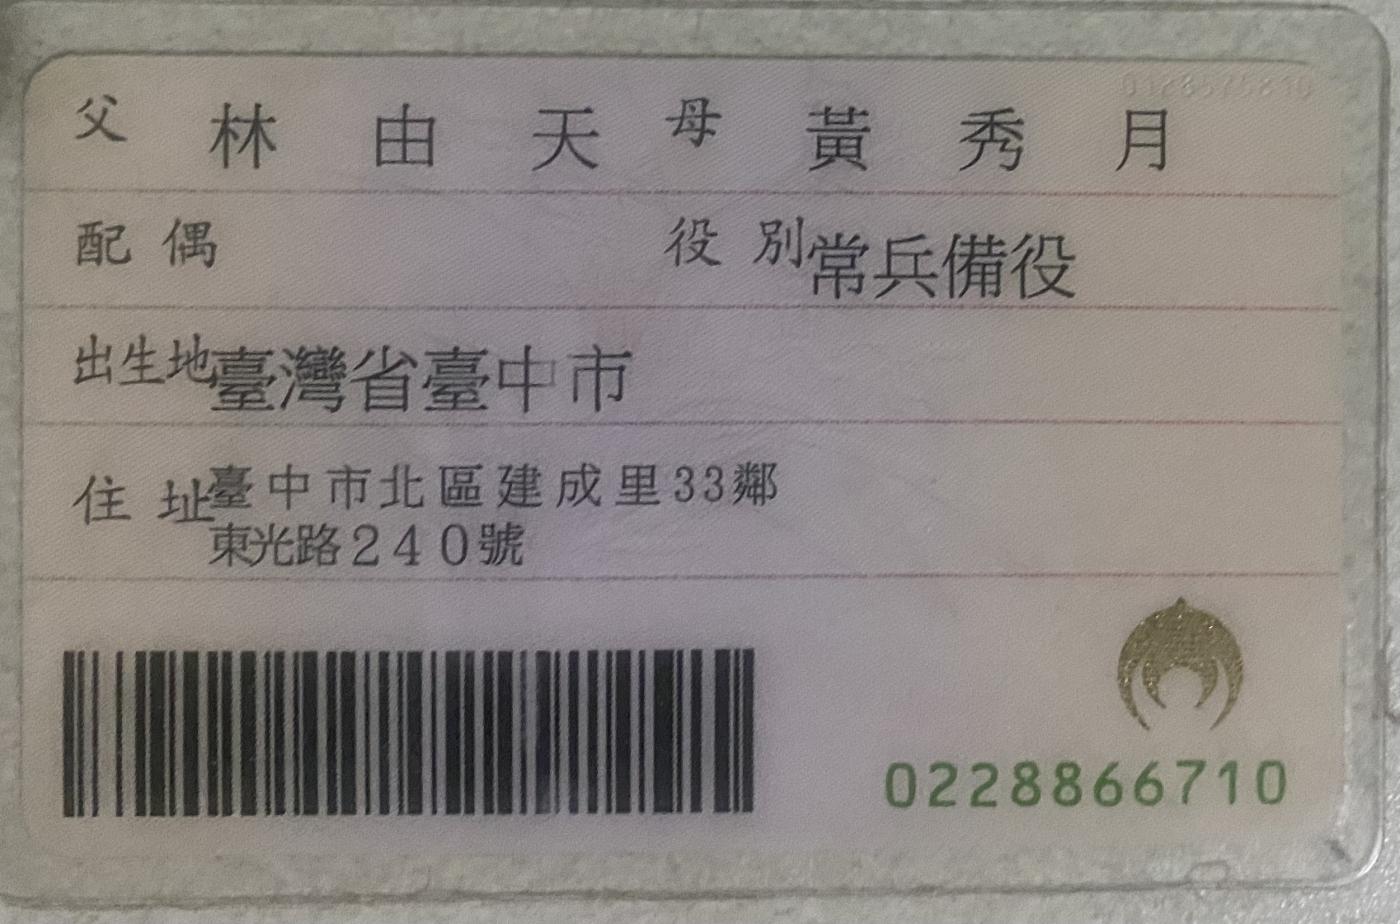 父 林由天 母 黃秀月
配偶 役別 常兵備役
出生地 臺灣省臺中市
住址 臺中市北區建成里33鄰
東光路240號
0228866710